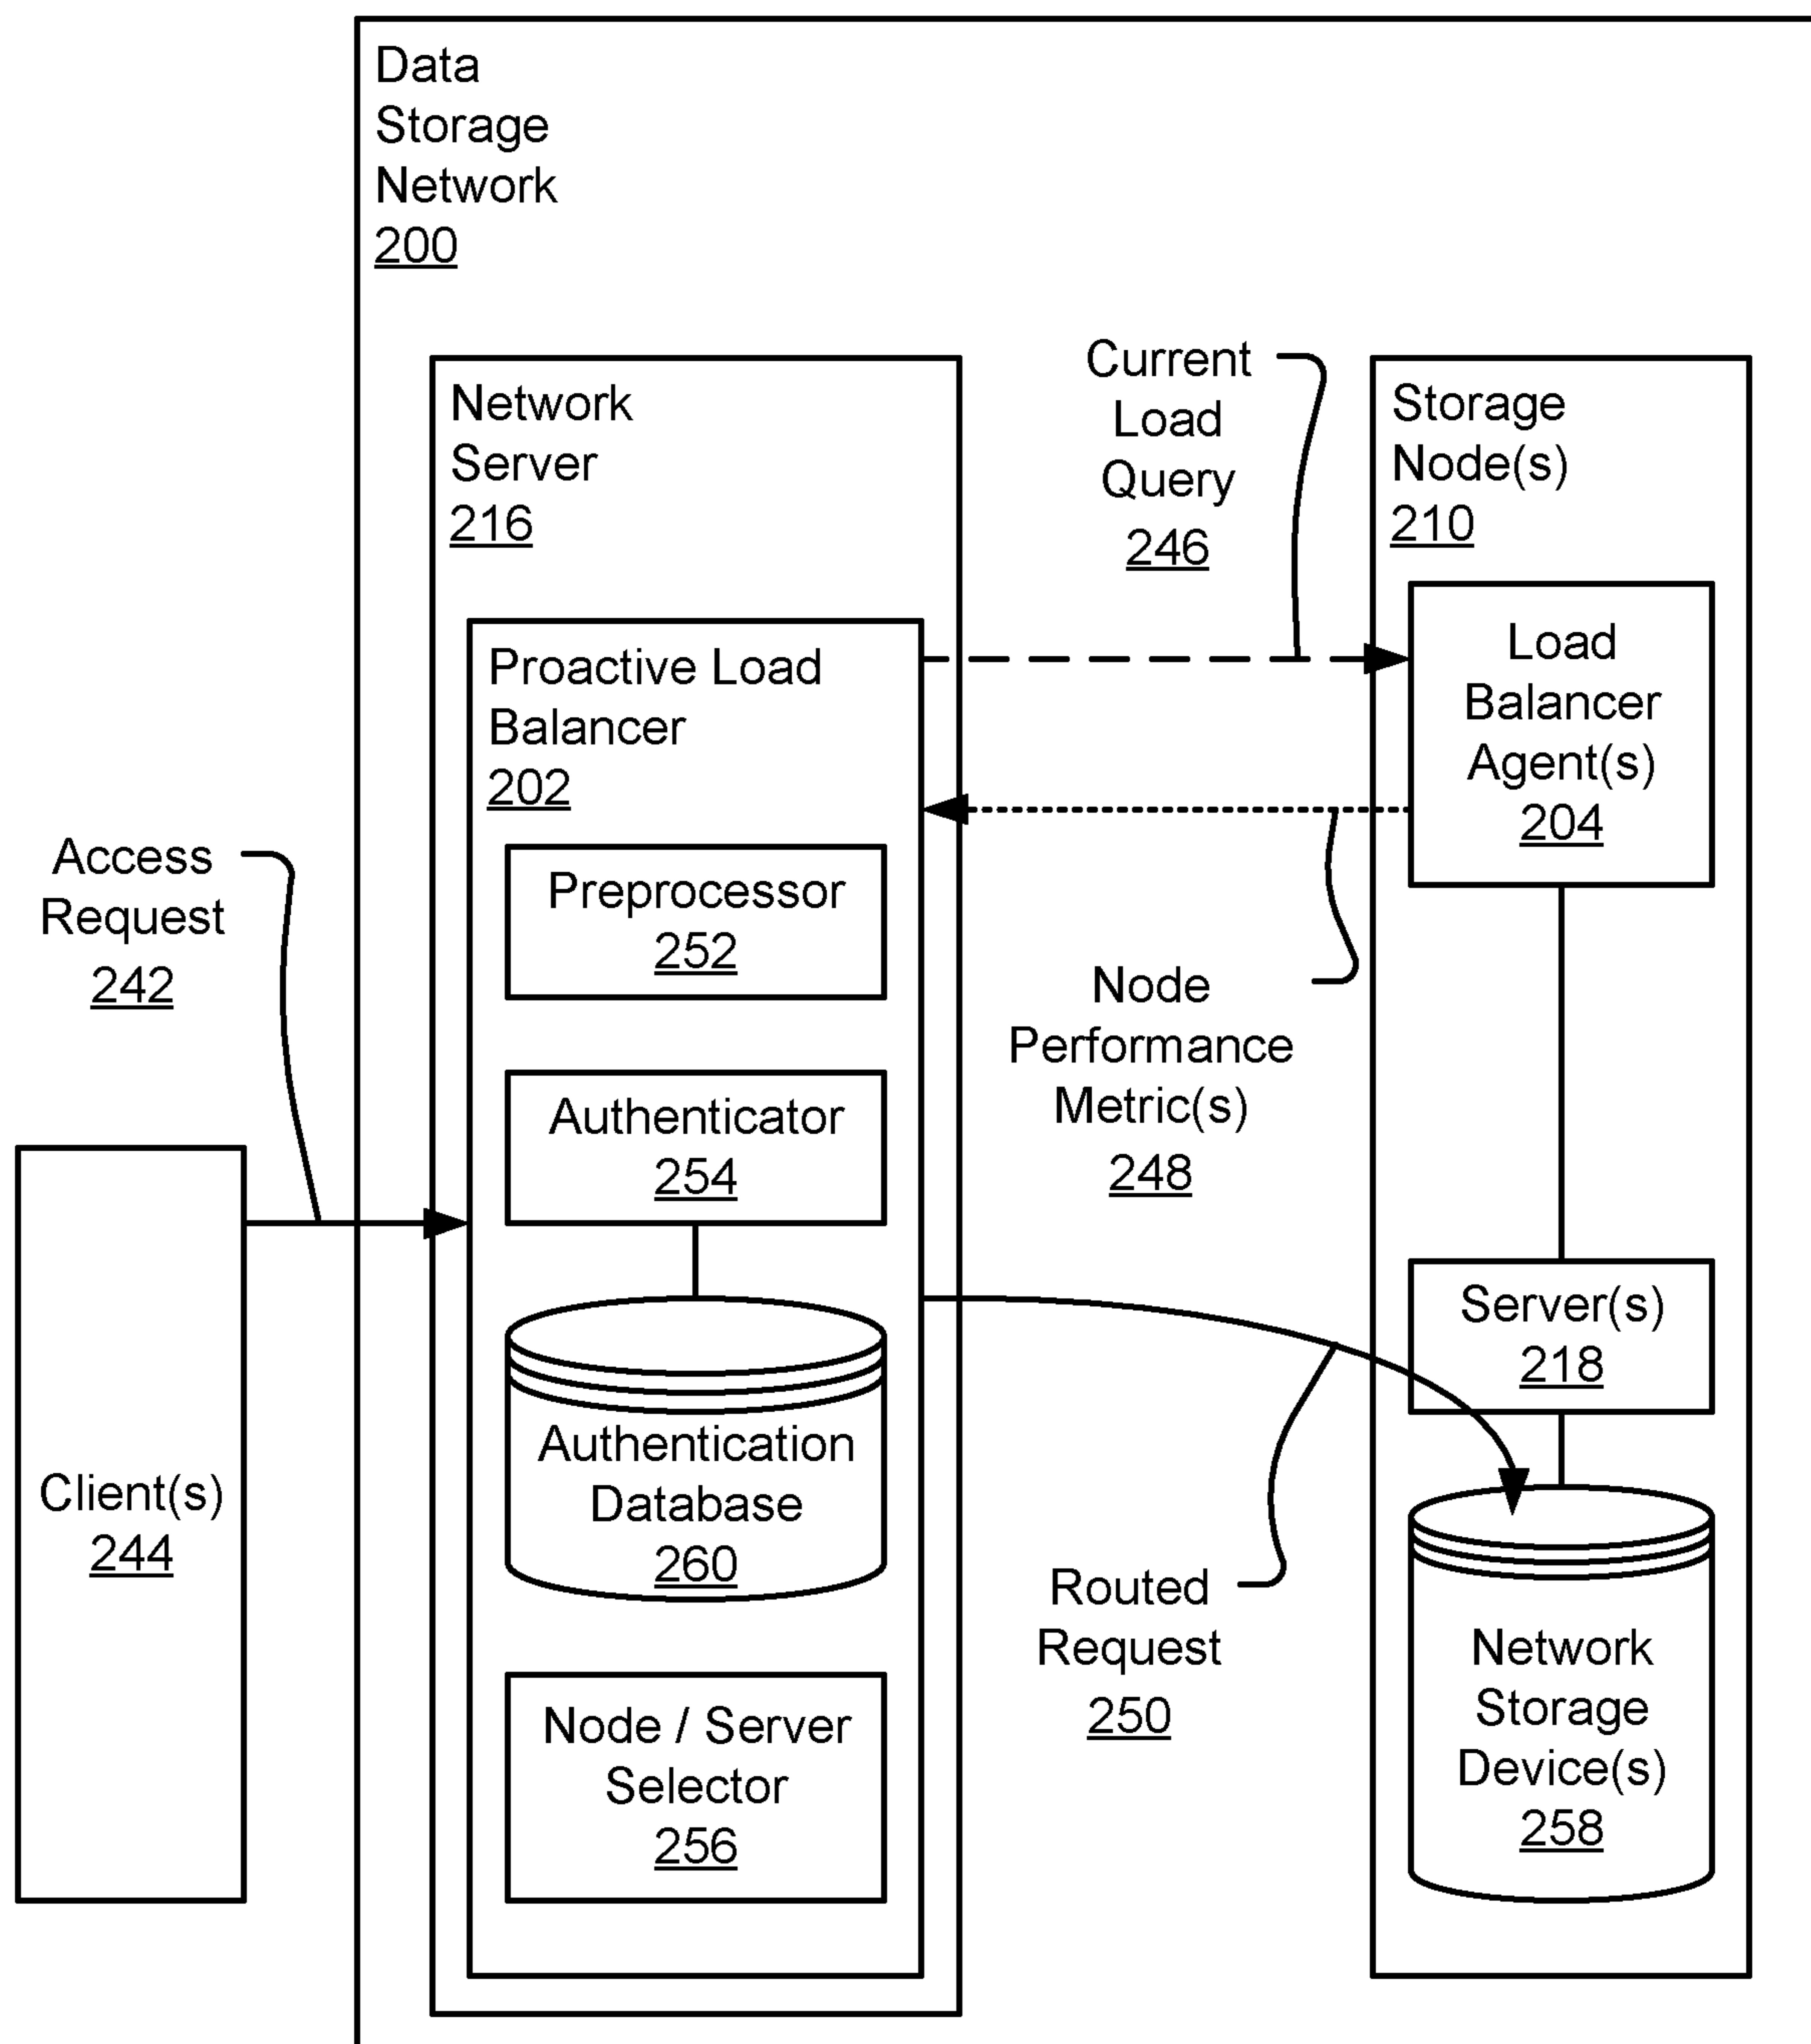 Data
Storage
Network
200
Network
Server
216
Current
Load
Query
246
Storage
Node(s)
210
Proactive Load
Balancer
202
Load
Balancer
Agent(s)
204
Access
Request
242
Preprocessor
252
Node
Performance
Metric(s)
248
Authenticator
254
Client(s)
244
Authentication
Database
260
Server(s)
218
Routed
Request
250
Node / Server
Selector
256
Network
Storage
Device(s)
258